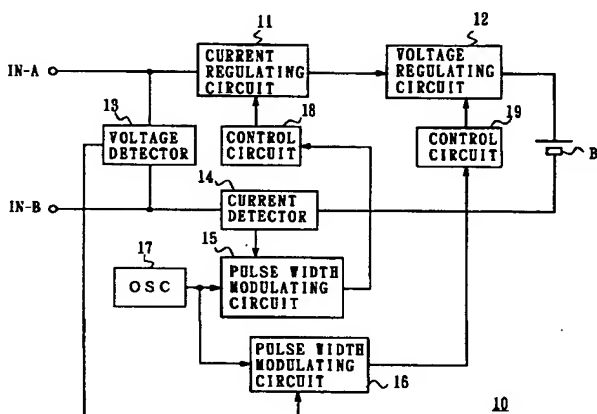 11
CURRENT
REGULATING
CIRCUIT
12
VOLTAGE
REGULATING
CIRCUIT
IN-A
13
VOLTAGE
DETECTOR
18
CONTROL
CIRCUIT
19
CONTROL
CIRCUIT
B
14
CURRENT
DETECTOR
IN-B
15
PULSE WIDTH
MODULATING
CIRCUIT
17
OSC
PULSE WIDTH
MODULATING
CIRCUIT
16
10